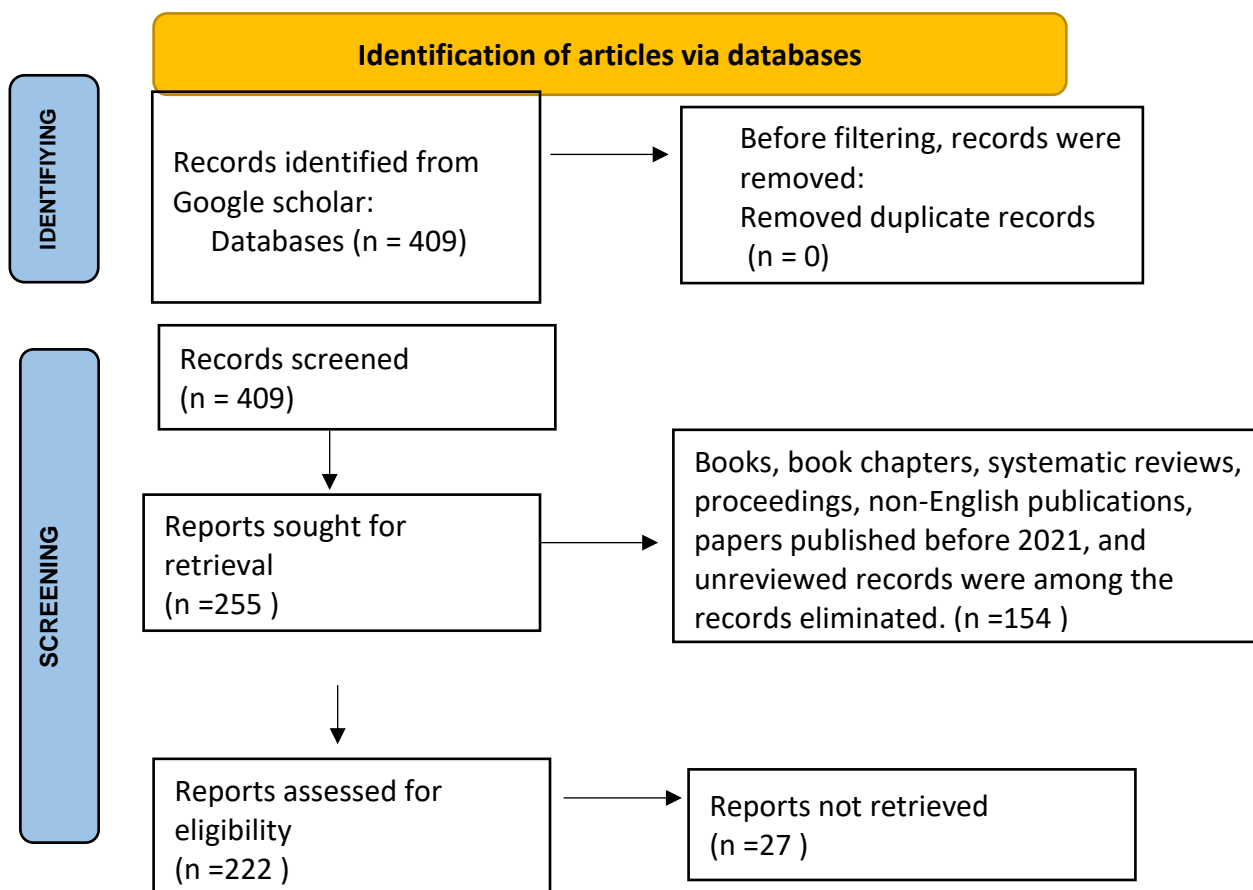 Identification of articles via databases
IDENTIFIYING
Records identified from
Google scholar:
Databases (n = 409)
Before filtering, records were
removed:
Removed duplicate records
(n = 0)
SCREENING
Records screened
(n = 409)
Reports sought for
retrieval
(n =255 )
Books, book chapters, systematic reviews,
proceedings, non-English publications,
papers published before 2021, and
unreviewed records were among the
records eliminated. (n =154 )
Reports assessed for
eligibility
(n =222 )
Reports not retrieved
(n =27 )